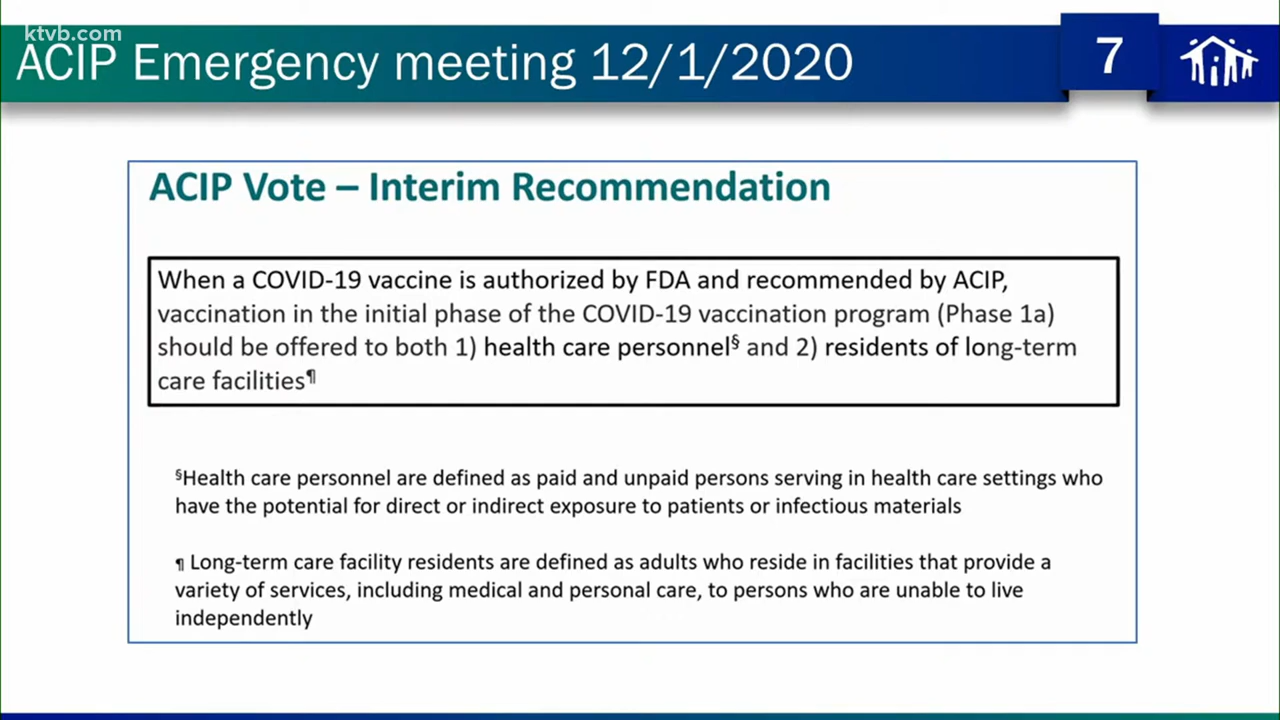 ktvb.com
ACIP Emergency meeting 12/1/2020
7
ACIP Vote – Interim Recommendation
When a COVID-19 vaccine is authorized by FDA and recommended by ACIP,
vaccination in the initial phase of the COVID-19 vaccination program (Phase 1a)
should be offered to both 1) health care personnel§ and 2) residents of long-term
care facilities¶
§Health care personnel are defined as paid and unpaid persons serving in health care settings who
have the potential for direct or indirect exposure to patients or infectious materials
¶ Long-term care facility residents are defined as adults who reside in facilities that provide a
variety of services, including medical and personal care, to persons who are unable to live
independently